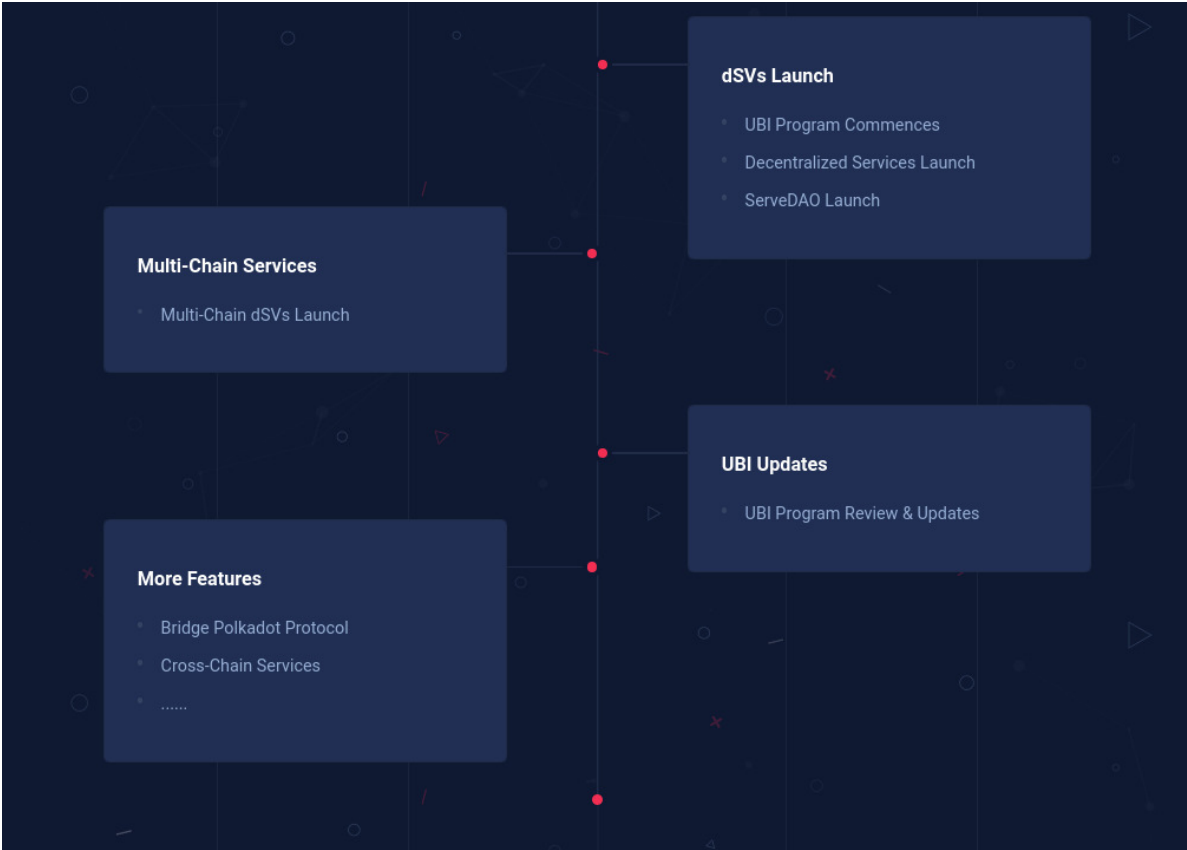 dSVs Launch
UBI Program Commences
Decentralized Services Launch
ServeDAO Launch
Multi-Chain Services
Multi-Chain dSVs Launch
UBI Updates
UBI Program Review & Updates
More Features
Bridge Polkadot Protocol
Cross-Chain Services
......